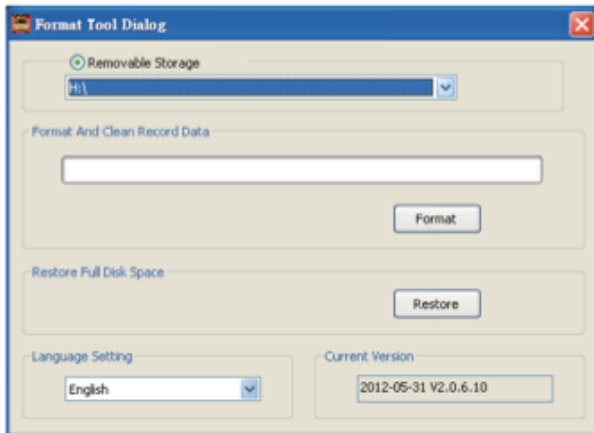 Format Tool Dialog
Removable Storage
H:\
Format And Clean Record Data
Format
Restore Full Disk Space
Restore
Language Setting
Current Version
English
2012-05-31 V2.0.6.10